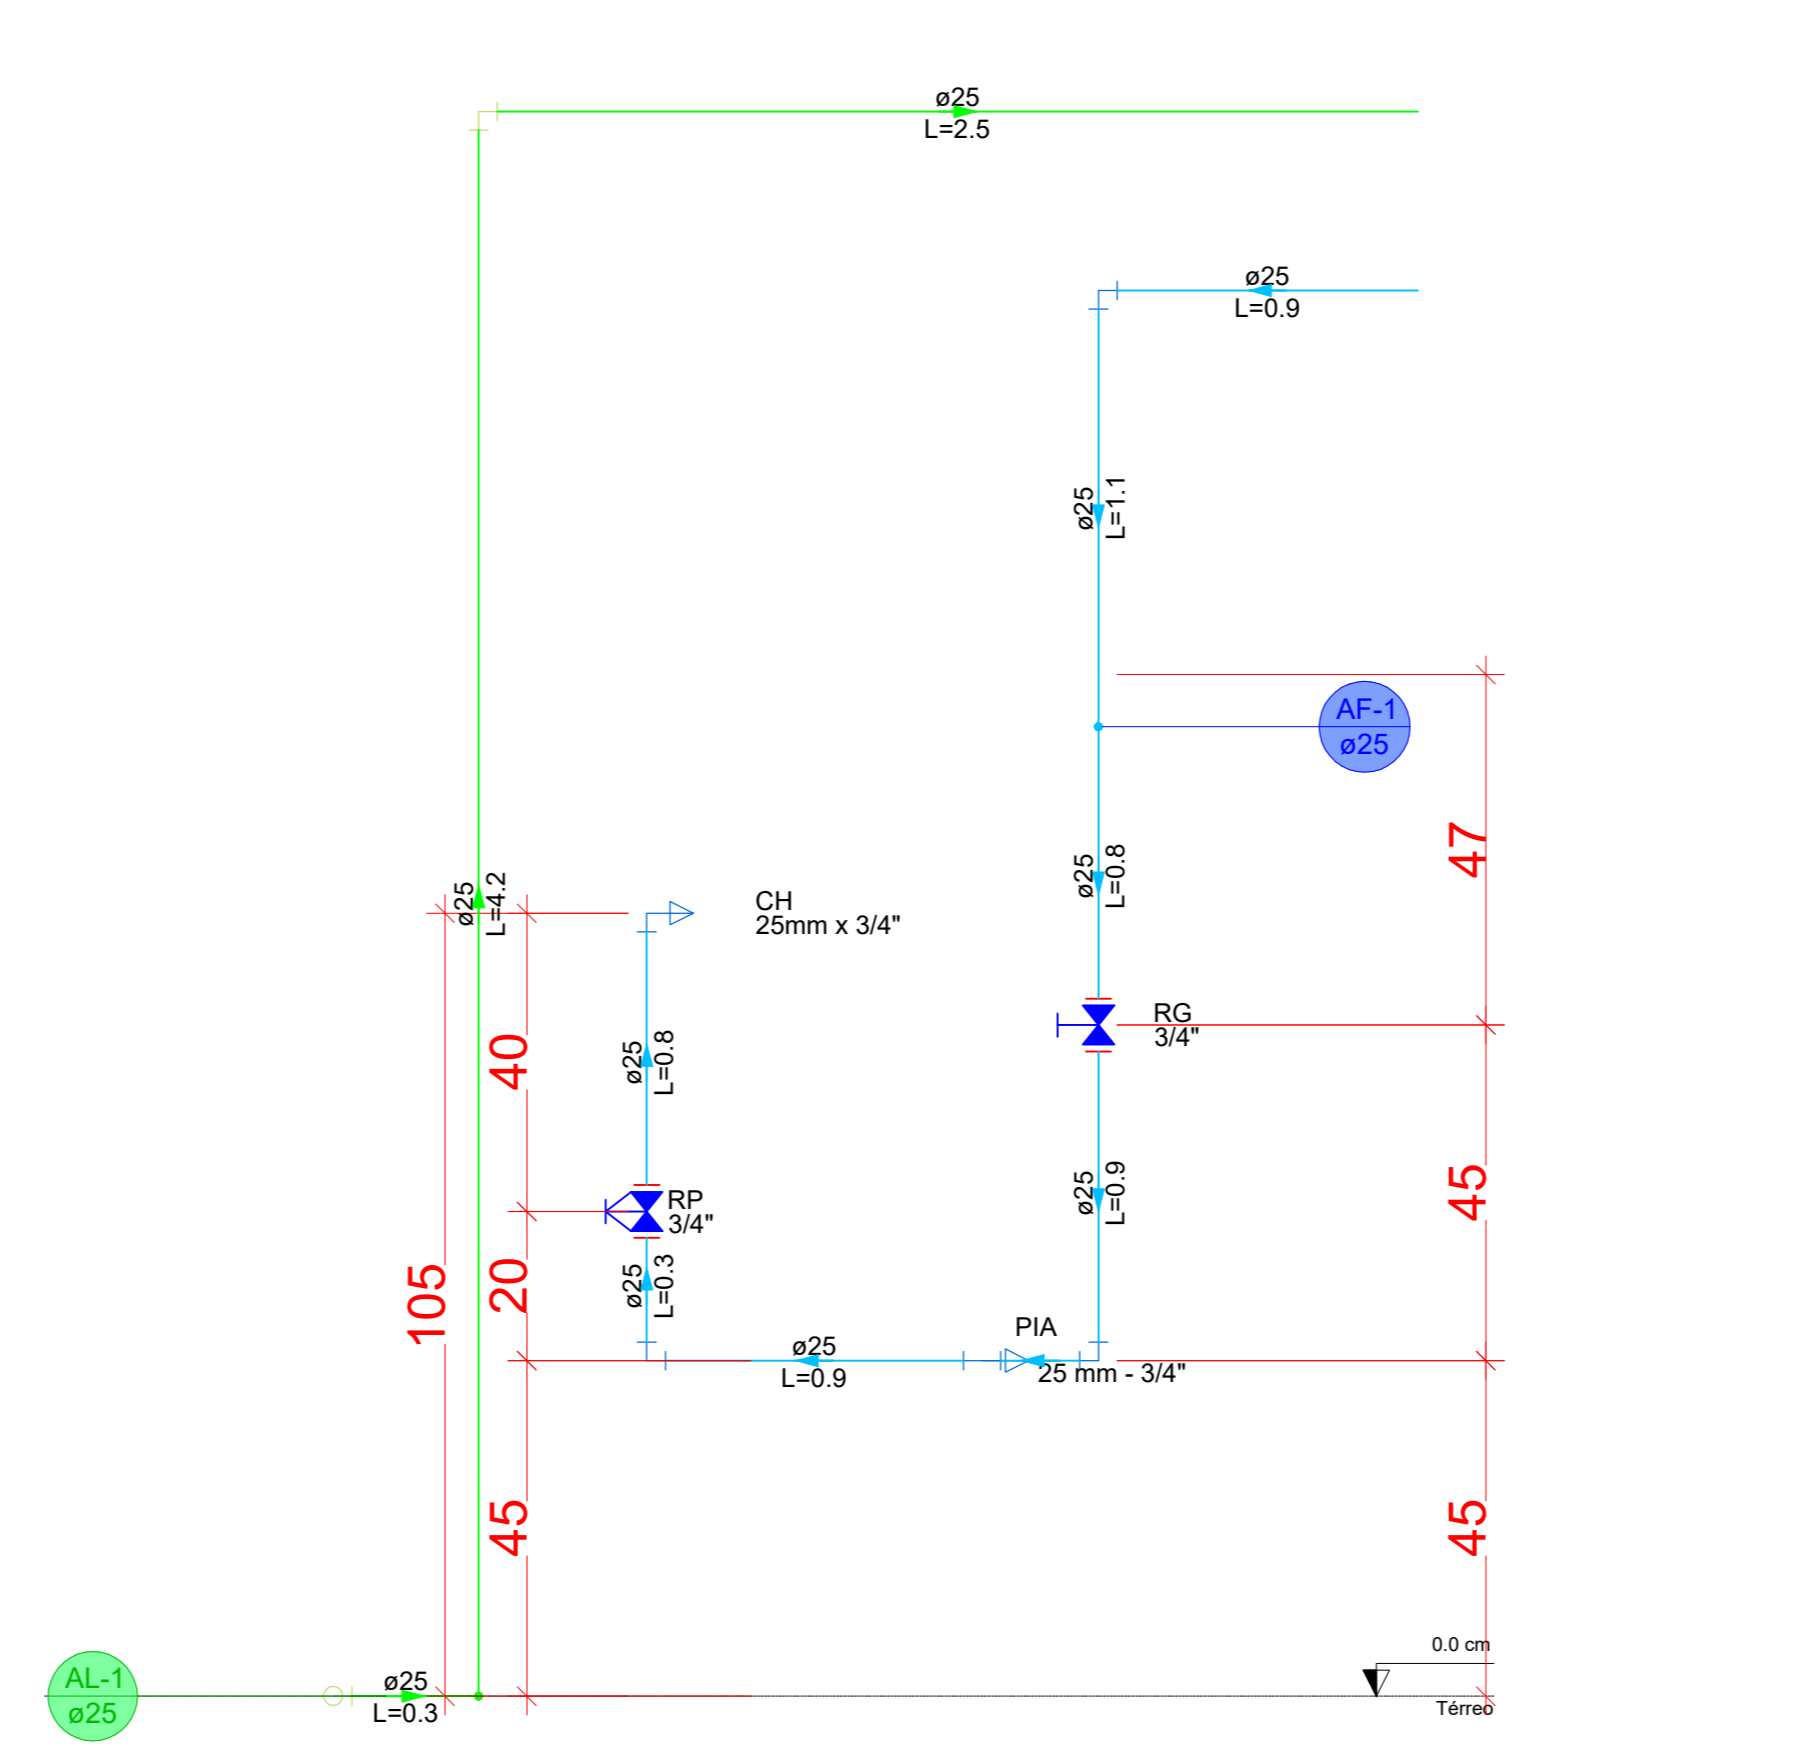 ø25
L=2.5
ø25
L=0.9
ø25
L=1.1
AF-1
ø25
47
ø25
L=0.8
ø25
L=4.2
CH
25mm x 3/4"
RG
3/4"
40
ø25
L=0.8
45
ø25
L=0.9
RP
3/4"
105
20
ø25
L=0.3
PIA
25 mm - 3/4"
ø25
L=0.9
45
45
0.0 cm
Térreo
AL-1
ø25
ø25
L=0.3